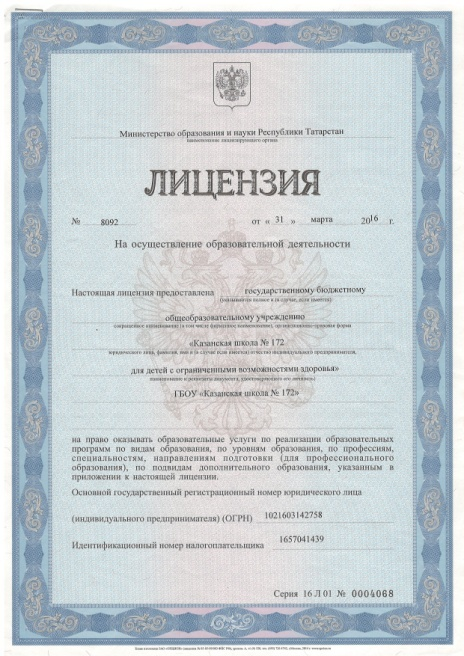 Министерство образования и науки Республики Татарстан
наименование лицензирующего органа
ЛИЦЕНЗИЯ
№ 8092 от « 31 » марта 2016 г.
На осуществление образовательной деятельности
Настоящая лицензия предоставлена государственному бюджетному
(указываются полное и (в случае, если имеется)
общеобразовательному учреждению
сокращенное наименование (в том числе фирменное наименование), организационно-правовая форма
«Казанская школа № 172
юридического лица, фамилия, имя и (в случае если имеется) отчество индивидуального предпринимателя,
для детей с ограниченными возможностями здоровья»
наименование и реквизиты документа, удостоверяющего его личность)
ГБОУ «Казанская школа № 172»
на право оказывать образовательные услуги по реализации образовательных
программ по видам образования, по уровням образования, по профессиям,
специальностям, направлениям подготовки (для профессионального
образования), по подвидам дополнительного образования, указанным в
приложении к настоящей лицензии.
Основной государственный регистрационный номер юридического лица
(индивидуального предпринимателя) (ОГРН) 1021603142758
Идентификационный номер налогоплательщика 1657041439
Серия 16 Л 01 № 0004068